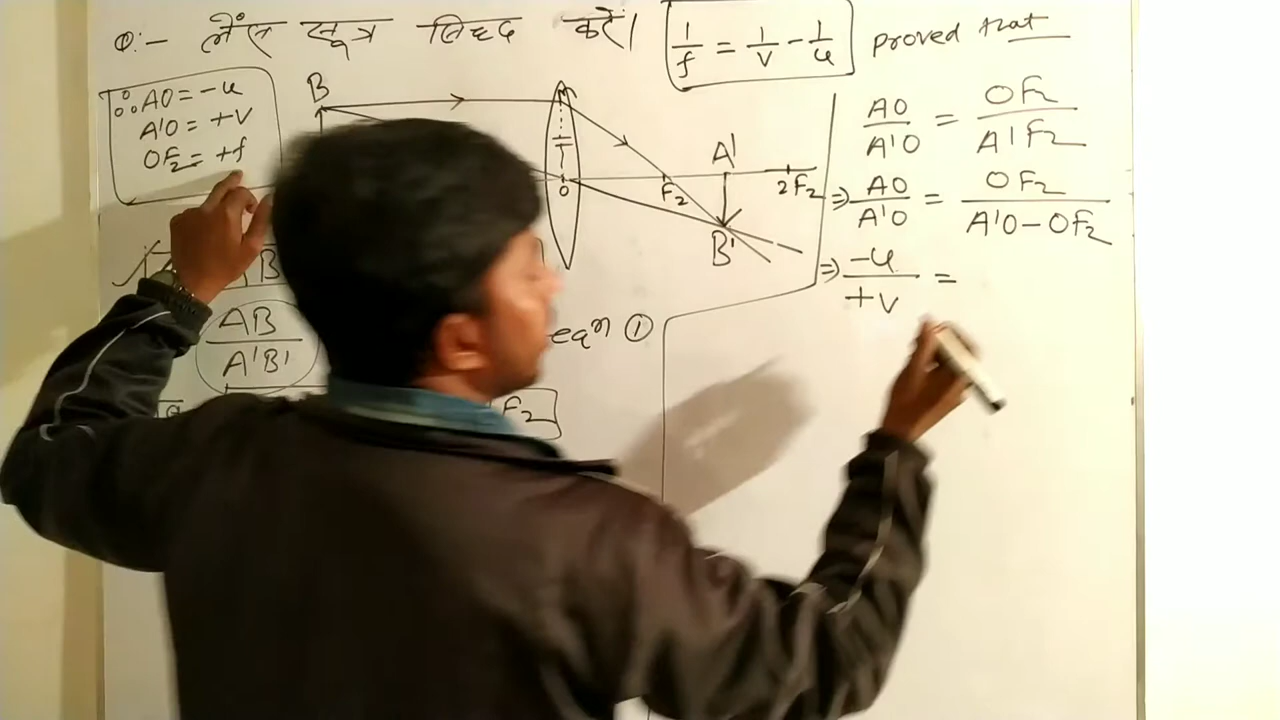 Q:- लेंस सूत्र सिद्ध करें। 1/f = 1/v - 1/u proved that
∵ AO = -u
A'O = +v
OF₂ = +f
B
O
F₂
A'
2F₂
B'
AB/A'B'
eqⁿ ①
F₂
AO/A'O = OF₂/A'F₂
⇒ AO/A'O = OF₂/A'O-OF₂
⇒ -u/+v =